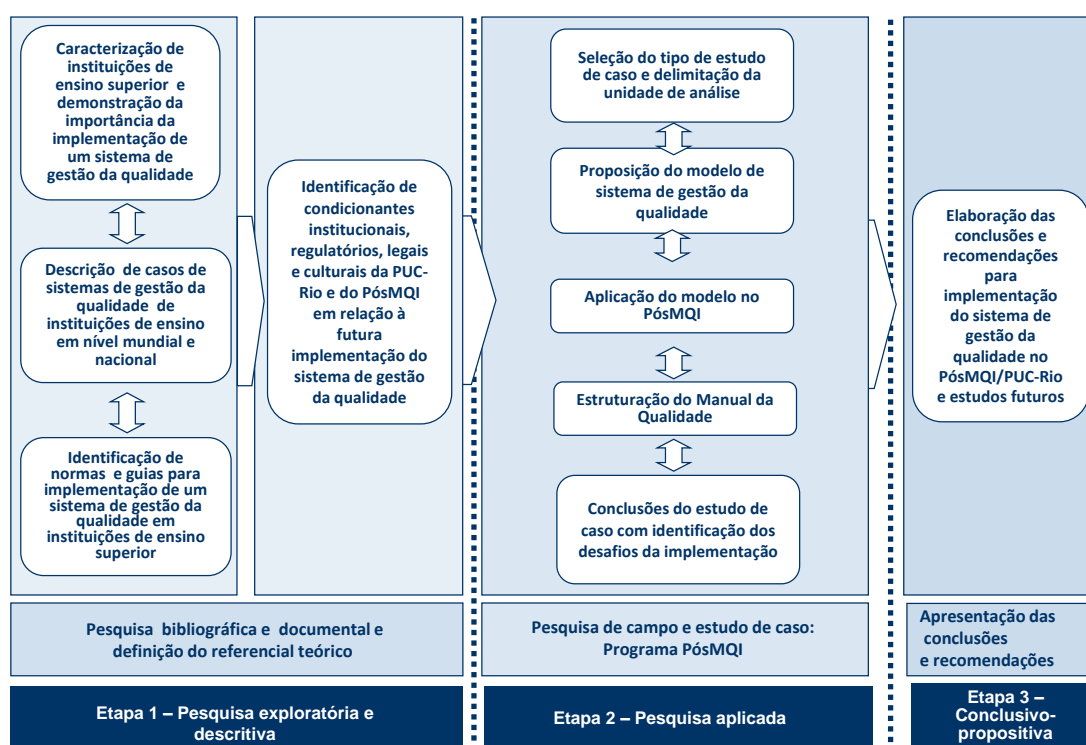 Caracterização de
instituições de
ensino superior e
demonstração da
importância da
implementação de
um sistema de
gestão da qualidade
Descrição de casos de
sistemas de gestão da
qualidade de
instituições de ensino
em nível mundial e
nacional
Identificação de
normas e guias para
implementação de um
sistema de gestão da
qualidade em
instituições de ensino
superior
Identificação de
condicionantes
institucionais,
regulatórios, legais
e culturais da PUC-
Rio e do PósMQI
em relação à
futura
implementação do
sistema de gestão
da qualidade
Pesquisa bibliográfica e documental e
definição do referencial teórico
Etapa 1 – Pesquisa exploratória e
descritiva
Seleção do tipo de estudo
de caso e delimitação da
unidade de análise
Proposição do modelo de
sistema de gestão da
qualidade
Aplicação do modelo no
PósMQI
Estruturação do Manual da
Qualidade
Conclusões do estudo de
caso com identificação dos
desafios da implementação
Pesquisa de campo e estudo de caso:
Programa PósMQI
Etapa 2 – Pesquisa aplicada
Elaboração das
conclusões e
recomendações
para
implementação
do sistema de
gestão da
qualidade no
PósMQI/PUC-Rio
e estudos futuros
Apresentação das
conclusões
e recomendações
Etapa 3 –
Conclusivo-
propositiva